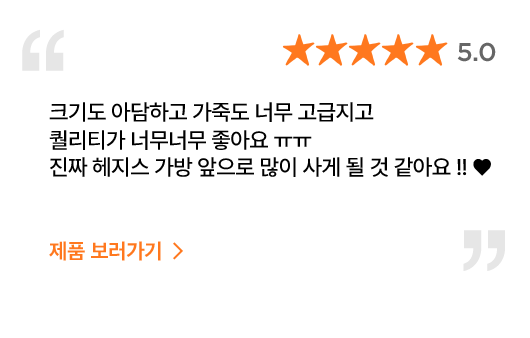 ★★★★★ 5.0
크기도 아담하고 가죽도 너무 고급지고
퀄리티가 너무너무 좋아요 ㅠㅠ
진짜 헤지스 가방 앞으로 많이 사게 될 것 같아요 !! ♥
제품 보러가기 >